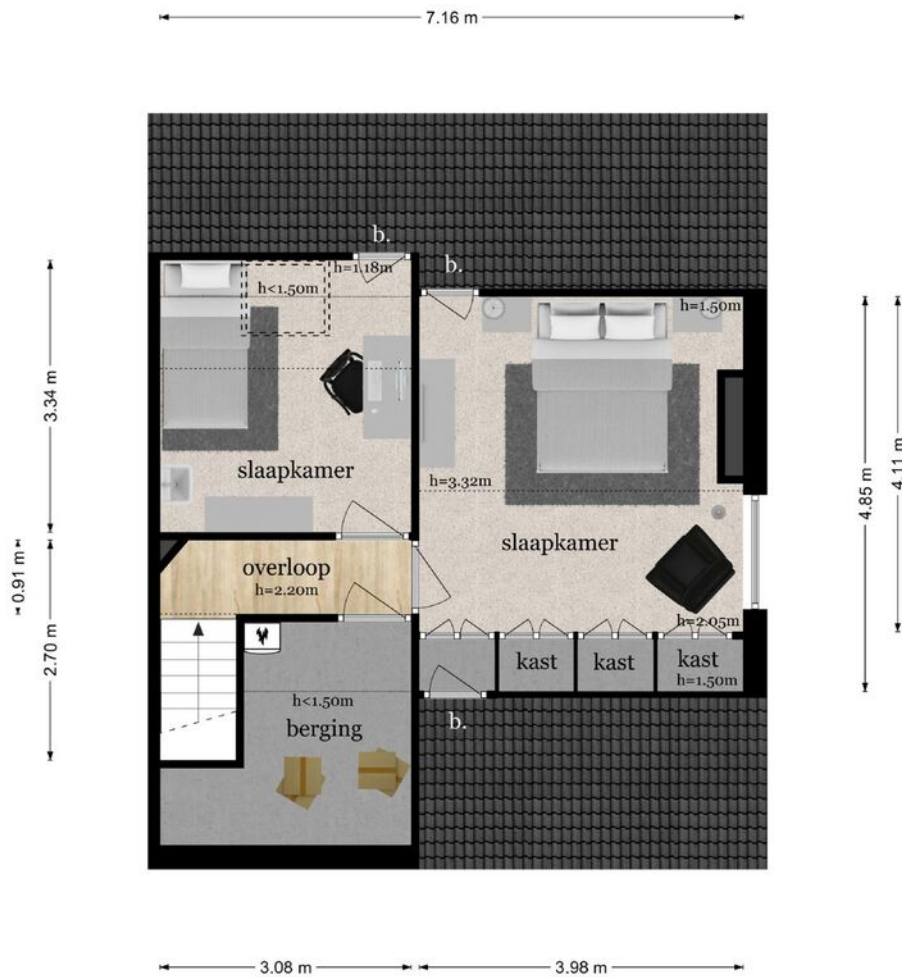 7.16 m
b.
h=1.18m
b.
h<1.50m
h=1.50m
3.34 m
4.11 m
4.85 m
slaapkamer
h=3.32m
slaapkamer
0.91 m
overloop
h=2.20m
h=2.05m
2.70 m
kast
kast
kast
h=1.50m
h<1.50m
berging
b.
3.08 m
3.98 m